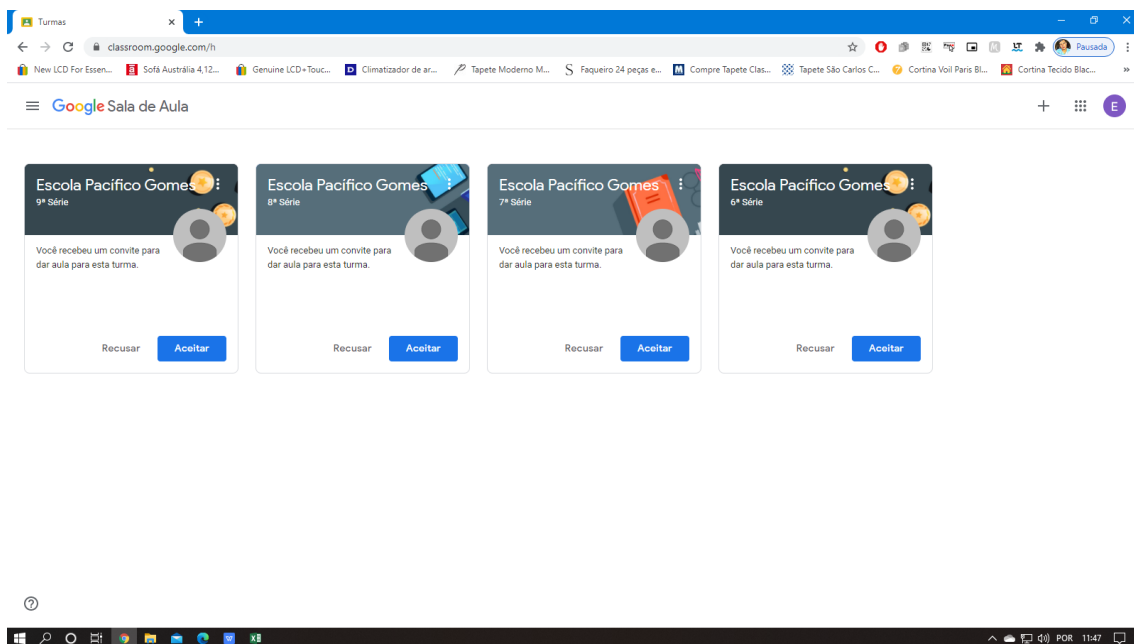 Turmas
classroom.google.com/h
Pausada
New LCD For Essen...
Sofá Austrália 4,12...
Genuine LCD+Touc...
Climatizador de ar...
Tapete Moderno M...
Faqueiro 24 peças e...
Compre Tapete Clas...
Tapete São Carlos C...
Cortina Voil Paris Bl...
Cortina Tecido Blac...
Google Sala de Aula
E
Escola Pacífico Gomes
9ª Série
Você recebeu um convite para
dar aula para esta turma.
Recusar
Aceitar
Escola Pacífico Gomes
8ª Série
Você recebeu um convite para
dar aula para esta turma.
Recusar
Aceitar
Escola Pacífico Gomes
7ª Série
Você recebeu um convite para
dar aula para esta turma.
Recusar
Aceitar
Escola Pacífico Gomes
6ª Série
Você recebeu um convite para
dar aula para esta turma.
Recusar
Aceitar
POR
11:47